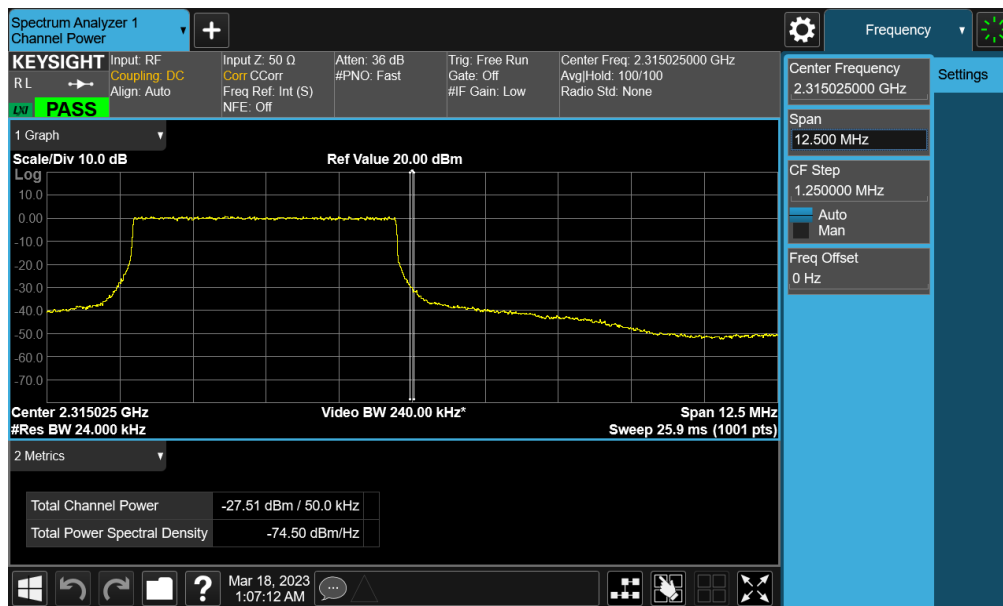 Spectrum Analyzer 1
Channel Power
Frequency
KEYSIGHT
R L
LXI PASS
Input: RF
Coupling: DC
Align: Auto
Input Z: 50 Ω
Corr CCorr
Freq Ref: Int (S)
NFE: Off
Atten: 36 dB
#PNO: Fast
Trig: Free Run
Gate: Off
#IF Gain: Low
Center Freq: 2.315025000 GHz
Avg|Hold: 100/100
Radio Std: None
1 Graph
Scale/Div 10.0 dB
Ref Value 20.00 dBm
Log
10.0
0.00
-10.0
-20.0
-30.0
-40.0
-50.0
-60.0
-70.0
Center 2.315025 GHz
#Res BW 24.000 kHz
Video BW 240.00 kHz*
Span 12.5 MHz
Sweep 25.9 ms (1001 pts)
2 Metrics
Total Channel Power -27.51 dBm / 50.0 kHz
Total Power Spectral Density -74.50 dBm/Hz
Mar 18, 2023
1:07:12 AM
Center Frequency
2.315025000 GHz
Settings
Span
12.500 MHz
CF Step
1.250000 MHz
Auto
Man
Freq Offset
0 Hz